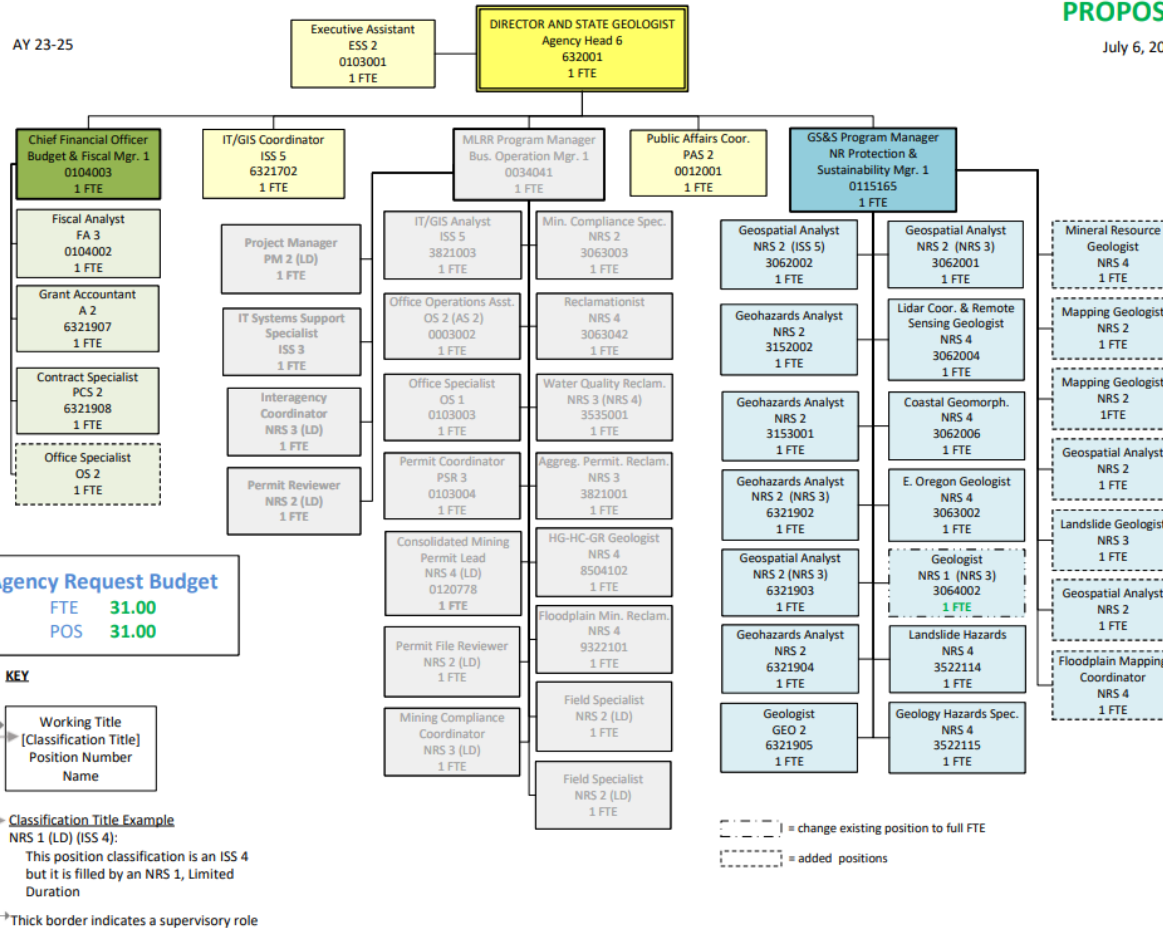 PROPOS
AY 23-25
July 6, 20
Executive Assistant
ESS 2
0103001
1 FTE
DIRECTOR AND STATE GEOLOGIST
Agency Head 6
632001
1 FTE
Chief Financial Officer
Budget & Fiscal Mgr. 1
0104003
1 FTE
IT/GIS Coordinator
ISS 5
6321702
1 FTE
MLRR Program Manager
Bus. Operation Mgr. 1
0034041
1 FTE
Public Affairs Coor.
PAS 2
0012001
1 FTE
GS&S Program Manager
NR Protection &
Sustainability Mgr. 1
0115165
1 FTE
Fiscal Analyst
FA 3
0104002
1 FTE
Grant Accountant
A 2
6321907
1 FTE
Contract Specialist
PCS 2
6321908
1 FTE
Office Specialist
OS 2
1 FTE
Project Manager
PM 2 (LD)
1 FTE
IT Systems Support
Specialist
ISS 3
1 FTE
Interagency
Coordinator
NRS 3 (LD)
1 FTE
Permit Reviewer
NRS 2 (LD)
1 FTE
IT/GIS Analyst
ISS 5
3821003
1 FTE
Office Operations Asst.
OS 2 (AS 2)
0003002
1 FTE
Office Specialist
OS 1
0103003
1 FTE
Permit Coordinator
PSR 3
0103004
1 FTE
Consolidated Mining
Permit Lead
NRS 4 (LD)
0120778
1 FTE
Permit File Reviewer
NRS 2 (LD)
1 FTE
Mining Compliance
Coordinator
NRS 3 (LD)
1 FTE
Min. Compliance Spec.
NRS 2
3063003
1 FTE
Reclamationist
NRS 4
3063042
1 FTE
Water Quality Reclam.
NRS 3 (NRS 4)
3535001
1 FTE
Aggreg. Permit. Reclam.
NRS 3
3821001
1 FTE
HG-HC-GR Geologist
NRS 4
8504102
1 FTE
Floodplain Min. Reclam.
NRS 4
9322101
1 FTE
Field Specialist
NRS 2 (LD)
1 FTE
Field Specialist
NRS 2 (LD)
1 FTE
Geospatial Analyst
NRS 2 (ISS 5)
3062002
1 FTE
Geohazards Analyst
NRS 2
3152002
1 FTE
Geohazards Analyst
NRS 2
3153001
1 FTE
Geohazards Analyst
NRS 2 (NRS 3)
6321902
1 FTE
Geospatial Analyst
NRS 2 (NRS 3)
6321903
1 FTE
Geohazards Analyst
NRS 2
6321904
1 FTE
Geologist
GEO 2
6321905
1 FTE
Geospatial Analyst
NRS 2 (NRS 3)
3062001
1 FTE
Lidar Coor. & Remote
Sensing Geologist
NRS 4
3062004
1 FTE
Coastal Geomorph.
NRS 4
3062006
1 FTE
E. Oregon Geologist
NRS 4
3063002
1 FTE
Geologist
NRS 1 (NRS 3)
3064002
1 FTE
Landslide Hazards
NRS 4
3522114
1 FTE
Geology Hazards Spec.
NRS 4
3522115
1 FTE
Mineral Resource
Geologist
NRS 4
1 FTE
Mapping Geologist
NRS 2
1 FTE
Mapping Geologist
NRS 2
1FTE
Geospatial Analyst
NRS 2
1 FTE
Landslide Geologist
NRS 3
1 FTE
Geospatial Analyst
NRS 2
1 FTE
Floodplain Mapping
Coordinator
NRS 4
1 FTE
Agency Request Budget
FTE 31.00
POS 31.00
KEY
Working Title
[Classification Title]
Position Number
Name
Classification Title Example
NRS 1 (LD) (ISS 4):
This position classification is an ISS 4
but it is filled by an NRS 1, Limited
Duration
Thick border indicates a supervisory role
= change existing position to full FTE
= added positions